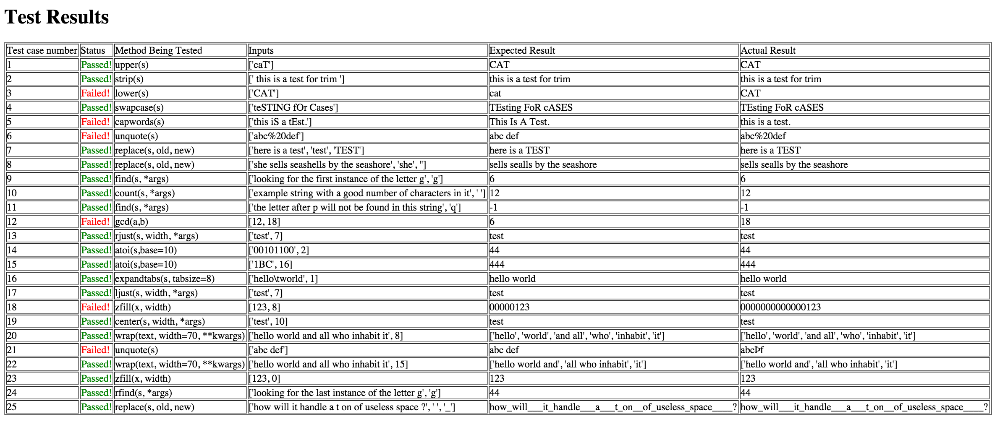 Test Results
Test case number Status Method Being Tested Inputs Expected Result Actual Result
1 Passed! upper(s) ['caT'] CAT CAT
2 Passed! strip(s) [' this is a test for trim '] this is a test for trim this is a test for trim
3 Failed! lower(s) ['CAT'] cat CAT
4 Passed! swapcase(s) ['teSTING fOr Cases'] TEsting FoR cASES TEsting FoR cASES
5 Failed! capwords(s) ['this iS a tEst.'] This Is A Test. this is a test.
6 Failed! unquote(s) ['abc%20def'] abc def abc%20def
7 Passed! replace(s, old, new) ['here is a test', 'test', 'TEST'] here is a TEST here is a TEST
8 Passed! replace(s, old, new) ['she sells seashells by the seashore', 'she', ''] sells sealls by the seashore sells sealls by the seashore
9 Passed! find(s, *args) ['looking for the first instance of the letter g', 'g'] 6 6
10 Passed! count(s, *args) ['example string with a good number of characters in it', ' '] 12 12
11 Passed! find(s, *args) ['the letter after p will not be found in this string', 'q'] -1 -1
12 Failed! gcd(a,b) [12, 18] 6 18
13 Passed! rjust(s, width, *args) ['test', 7] test test
14 Passed! atoi(s,base=10) ['00101100', 2] 44 44
15 Passed! atoi(s,base=10) ['1BC', 16] 444 444
16 Passed! expandtabs(s, tabsize=8) ['hello\tworld', 1] hello world hello world
17 Passed! ljust(s, width, *args) ['test', 7] test test
18 Failed! zfill(x, width) [123, 8] 00000123 0000000000000123
19 Passed! center(s, width, *args) ['test', 10] test test
20 Passed! wrap(text, width=70, **kwargs) ['hello world and all who inhabit it', 8] ['hello', 'world', 'and all', 'who', 'inhabit', 'it'] ['hello', 'world', 'and all', 'who', 'inhabit', 'it']
21 Failed! unquote(s) ['abc def'] abc def abcÞf
22 Passed! wrap(text, width=70, **kwargs) ['hello world and all who inhabit it', 15] ['hello world and', 'all who inhabit', 'it'] ['hello world and', 'all who inhabit', 'it']
23 Passed! zfill(x, width) [123, 0] 123 123
24 Passed! rfind(s, *args) ['looking for the last instance of the letter g', 'g'] 44 44
25 Passed! replace(s, old, new) ['how will it handle a t on of useless space ?', ' ', '_'] how_will___it_handle___a___t_on__of_useless_space____? how_will___it_handle___a___t_on__of_useless_space____?